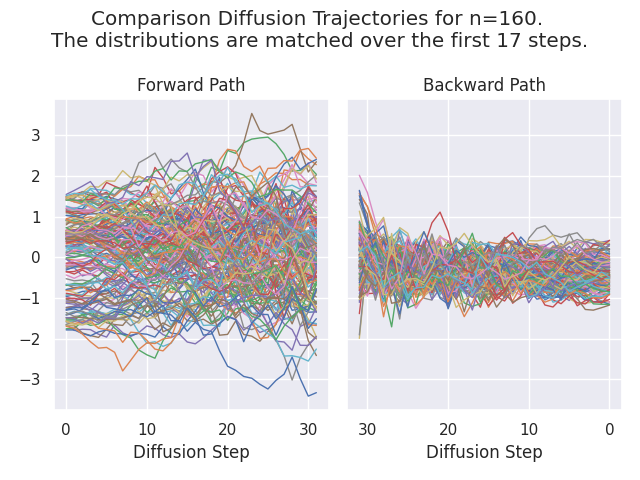 Comparison Diffusion Trajectories for n=160.
The distributions are matched over the first 17 steps.
Forward Path
Backward Path
3
2
1
0
−1
−2
−3
0 10 20 30
30 20 10 0
Diffusion Step
Diffusion Step